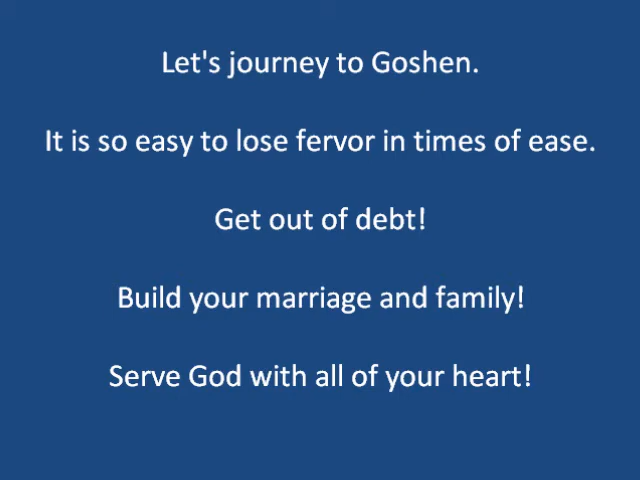 Let's journey to Goshen.
It is so easy to lose fervor in times of ease.
Get out of debt!
Build your marriage and family!
Serve God with all of your heart!